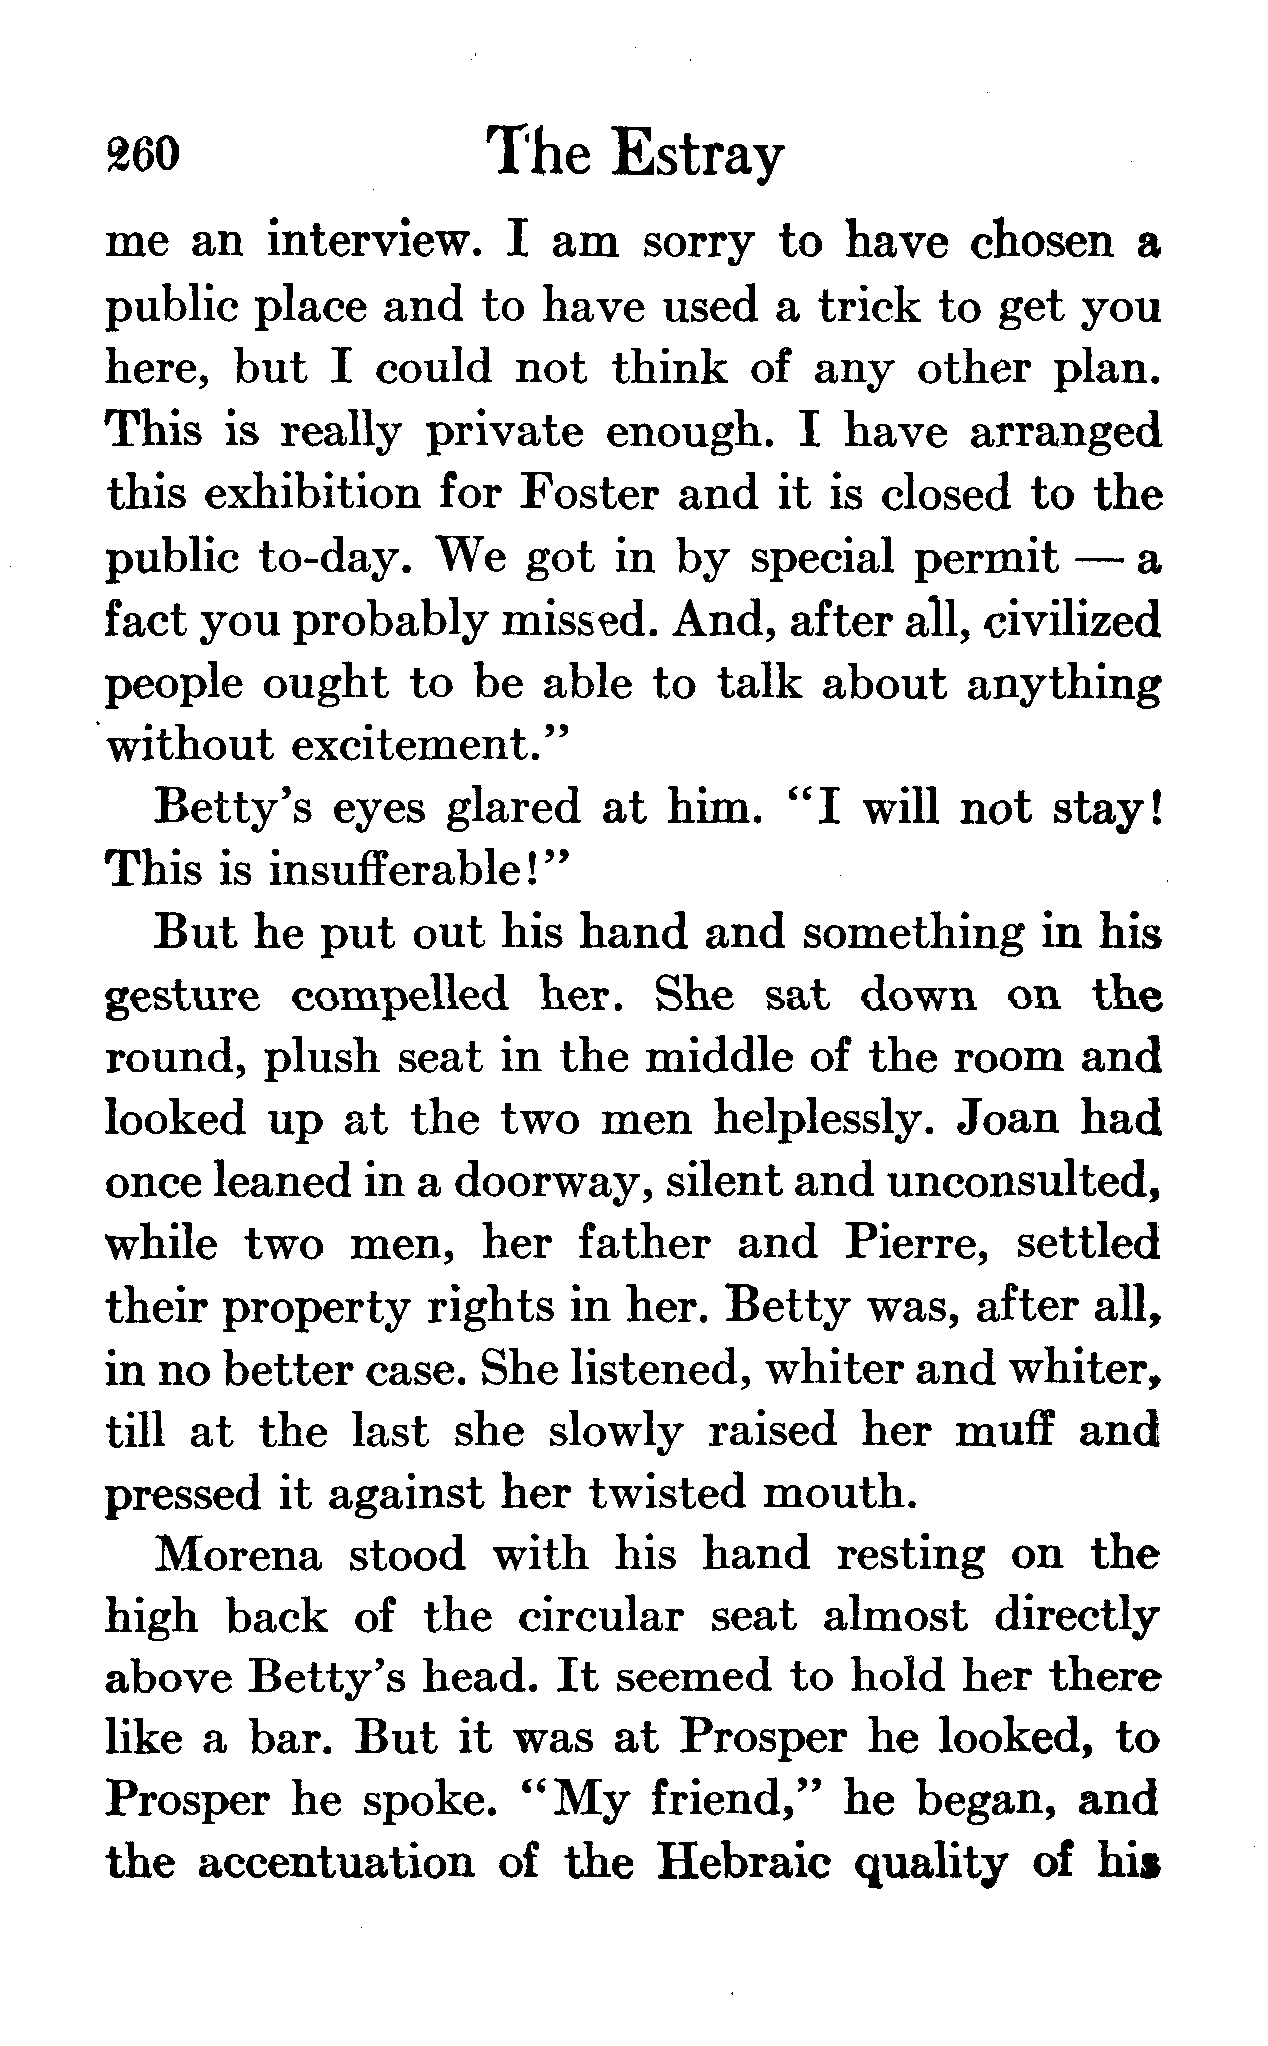 260 The Estray
me an interview. I am sorry to have chosen a
public place and to have used a trick to get you
here, but I could not think of any other plan.
This is really private enough. I have arranged
this exhibition for Foster and it is closed to the
public to-day. We got in by special permit — a
fact you probably missed. And, after all, civilized
people ought to be able to talk about anything
without excitement."
Betty's eyes glared at him. "I will not stay!
This is insufferable!"
But he put out his hand and something in his
gesture compelled her. She sat down on the
round, plush seat in the middle of the room and
looked up at the two men helplessly. Joan had
once leaned in a doorway, silent and unconsulted,
while two men, her father and Pierre, settled
their property rights in her. Betty was, after all,
in no better case. She listened, whiter and whiter,
till at the last she slowly raised her muff and
pressed it against her twisted mouth.
Morena stood with his hand resting on the
high back of the circular seat almost directly
above Betty's head. It seemed to hold her there
like a bar. But it was at Prosper he looked, to
Prosper he spoke. "My friend," he began, and
the accentuation of the Hebraic quality of his